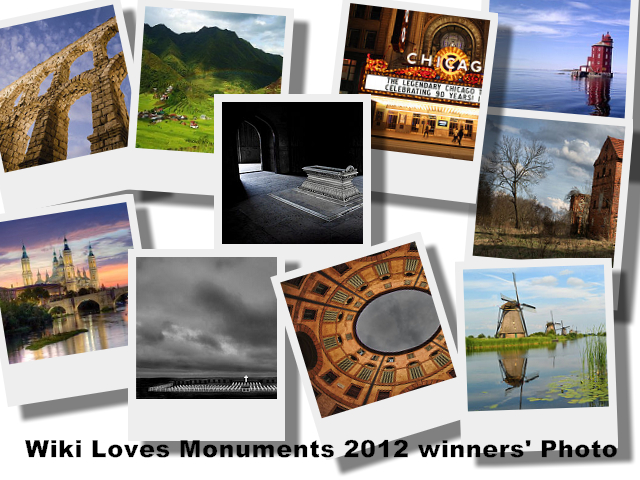 CHICAG
THE LEGENDARY CHICAGO T
CELEBRATING 90 YEARS!
Wiki Loves Monuments 2012 winners' Photo